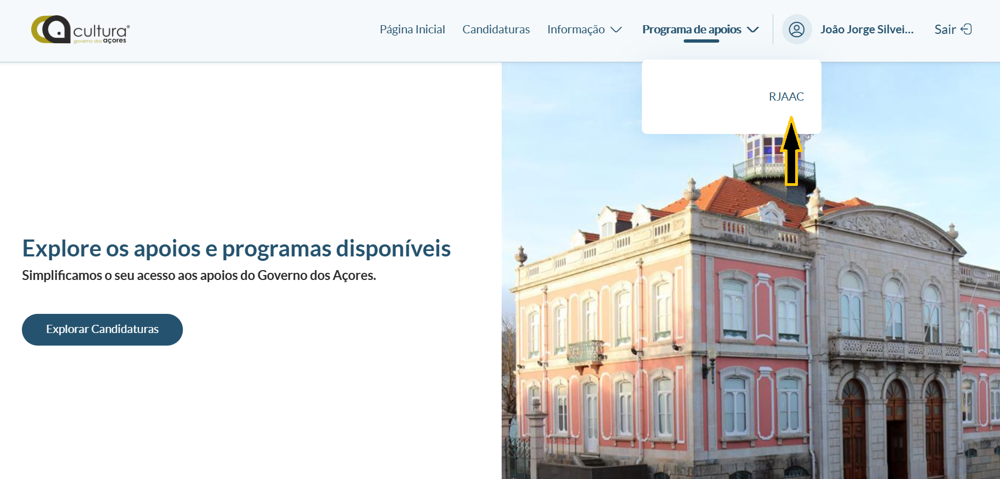 cultura®
governo dos açores
Página Inicial
Candidaturas
Informação
Programa de apoios
João Jorge Silvei...
Sair
RJAAC
Explore os apoios e programas disponíveis
Simplificamos o seu acesso aos apoios do Governo dos Açores.
Explorar Candidaturas